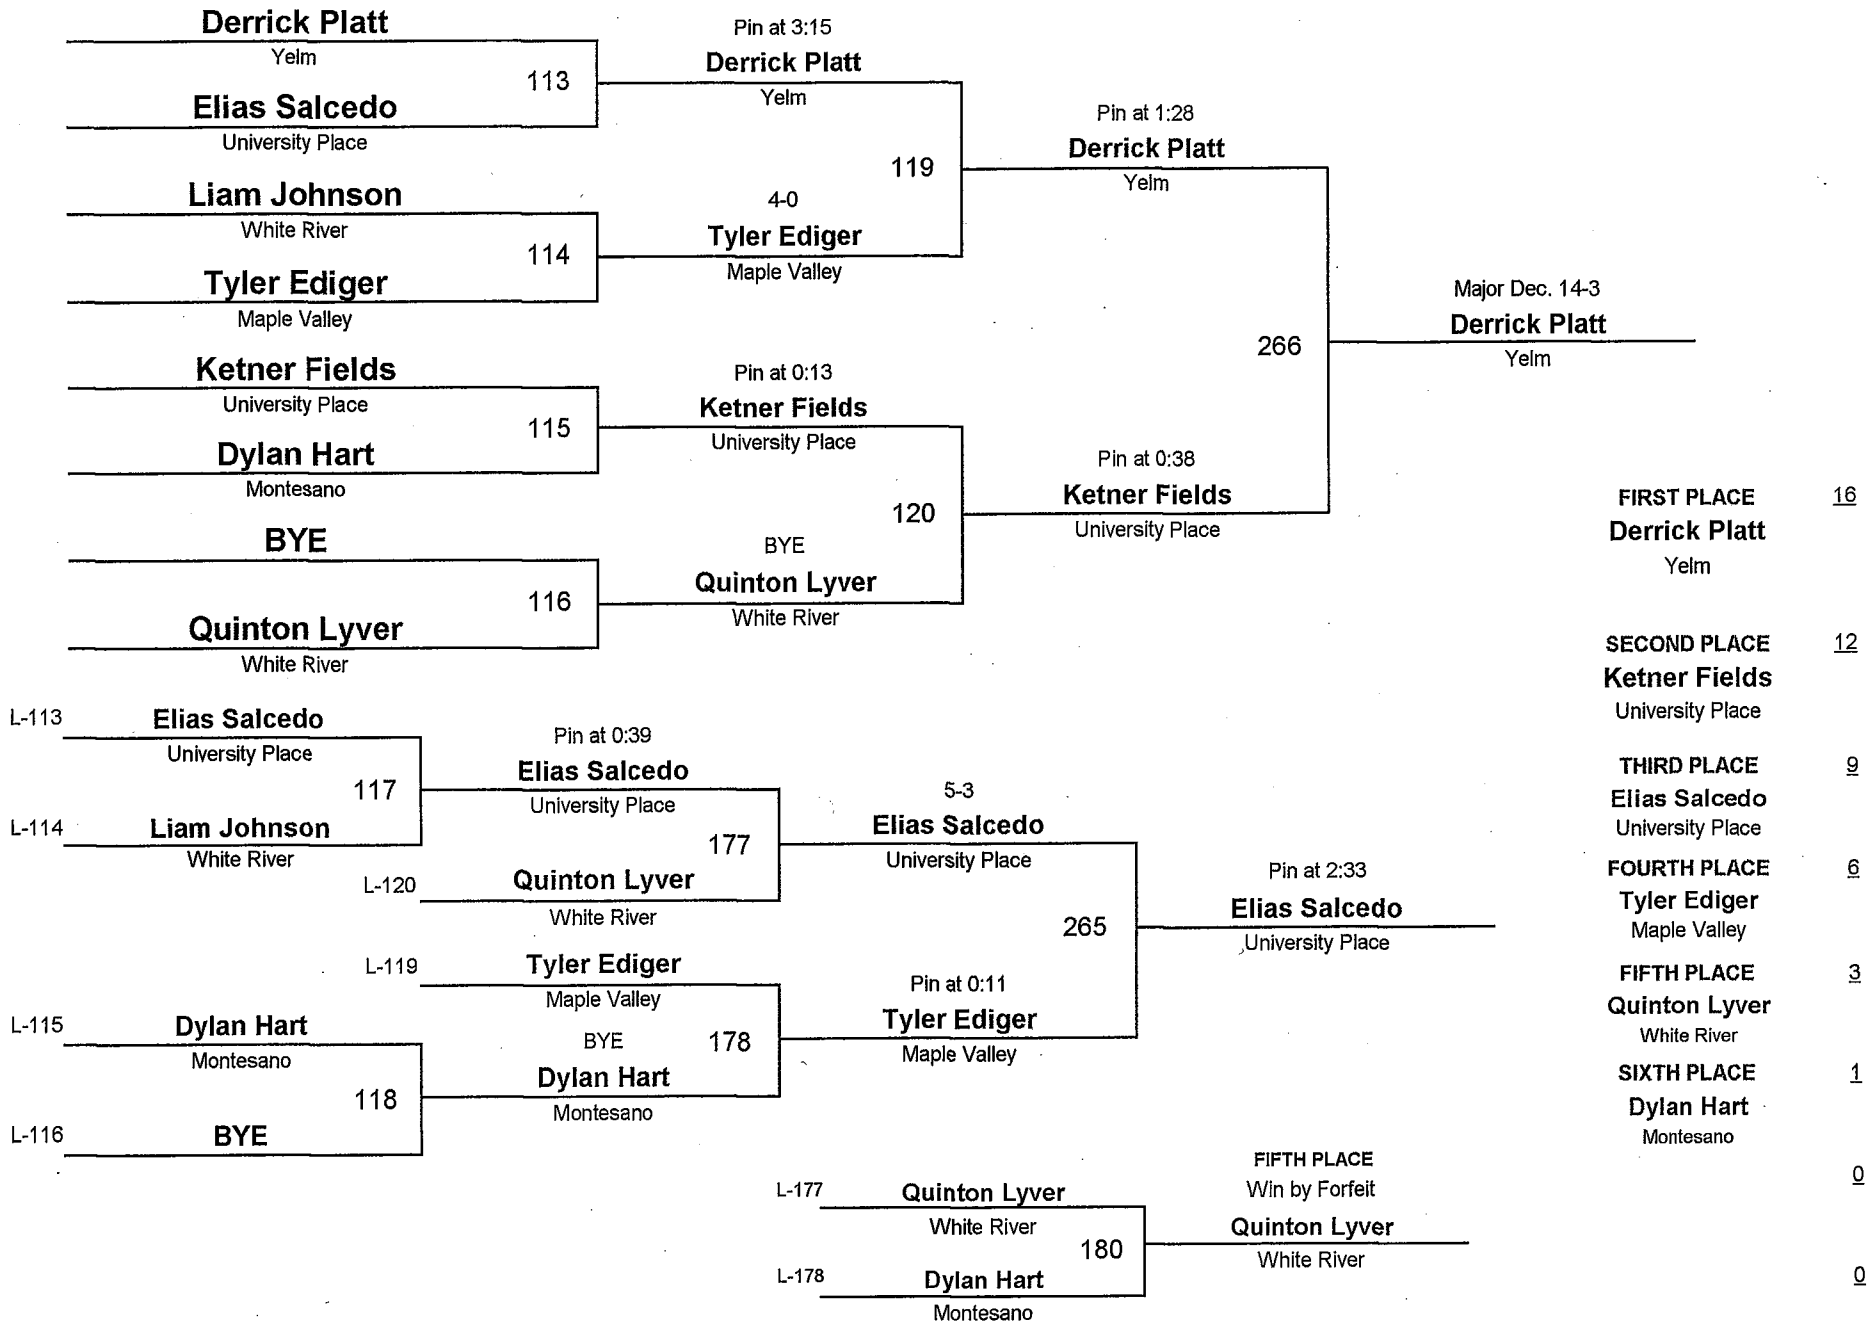 Derrick Platt
Yelm
113
Elias Salcedo
University Place
Liam Johnson
White River
114
Tyler Ediger
Maple Valley
Ketner Fields
University Place
115
Dylan Hart
Montesano
BYE
116
Quinton Lyver
White River
Pin at 3:15
Derrick Platt
Yelm
119
4-0
Tyler Ediger
Maple Valley
Pin at 0:13
Ketner Fields
University Place
120
BYE
Quinton Lyver
White River
Pin at 1:28
Derrick Platt
Yelm
266
Pin at 0:38
Ketner Fields
University Place
Major Dec. 14-3
Derrick Platt
Yelm
L-113
Elias Salcedo
University Place
117
L-114
Liam Johnson
White River
Pin at 0:39
Elias Salcedo
University Place
177
L-120
Quinton Lyver
White River
L-119
Tyler Ediger
Maple Valley
178
BYE
Dylan Hart
Montesano
L-115
Dylan Hart
Montesano
118
L-116
BYE
5-3
Elias Salcedo
University Place
265
Pin at 0:11
Tyler Ediger
Maple Valley
Pin at 2:33
Elias Salcedo
University Place
L-177
Quinton Lyver
White River
180
L-178
Dylan Hart
Montesano
FIFTH PLACE
Win by Forfeit
Quinton Lyver
White River
FIRST PLACE 16
Derrick Platt
Yelm
SECOND PLACE 12
Ketner Fields
University Place
THIRD PLACE 9
Elias Salcedo
University Place
FOURTH PLACE 6
Tyler Ediger
Maple Valley
FIFTH PLACE 3
Quinton Lyver
White River
SIXTH PLACE 1
Dylan Hart
Montesano
0
0